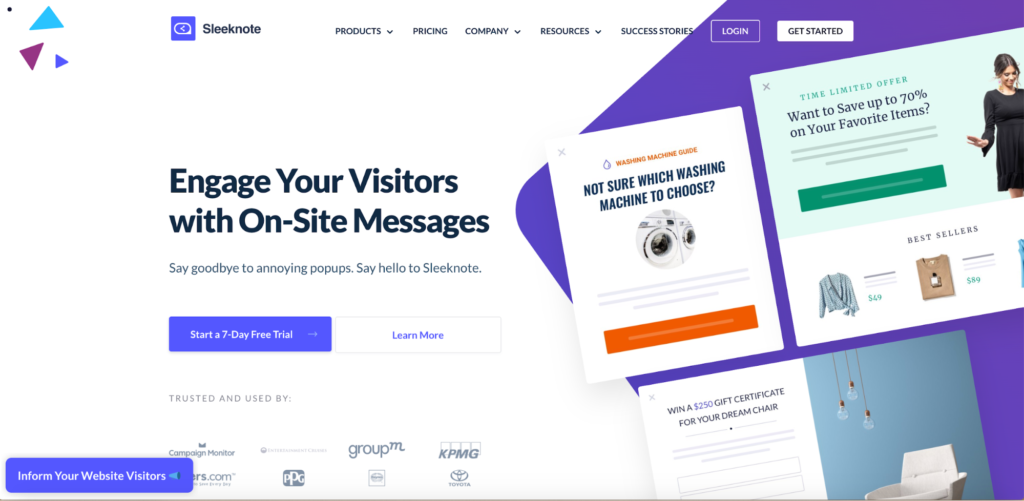 Sleeknote
PRODUCTS
PRICING
COMPANY
RESOURCES
SUCCESS STORIES
LOGIN
GET STARTED
Engage Your Visitors
with On-Site Messages
Say goodbye to annoying popups. Say hello to Sleeknote.
Start a 7-Day Free Trial →
Learn More
TRUSTED AND USED BY:
Campaign Monitor
groupm
KPMG
ers.com™
PPG
TOYOTA
Inform Your Website Visitors 📢
WASHING MACHINE GUIDE
NOT SURE WHICH WASHING
MACHINE TO CHOOSE?
TIME LIMITED OFFER
Want to Save up to 70%
on Your Favorite Items?
BEST SELLERS
$49
$89
WIN A $250 GIFT CERTIFICATE
FOR YOUR DREAM CHAIR